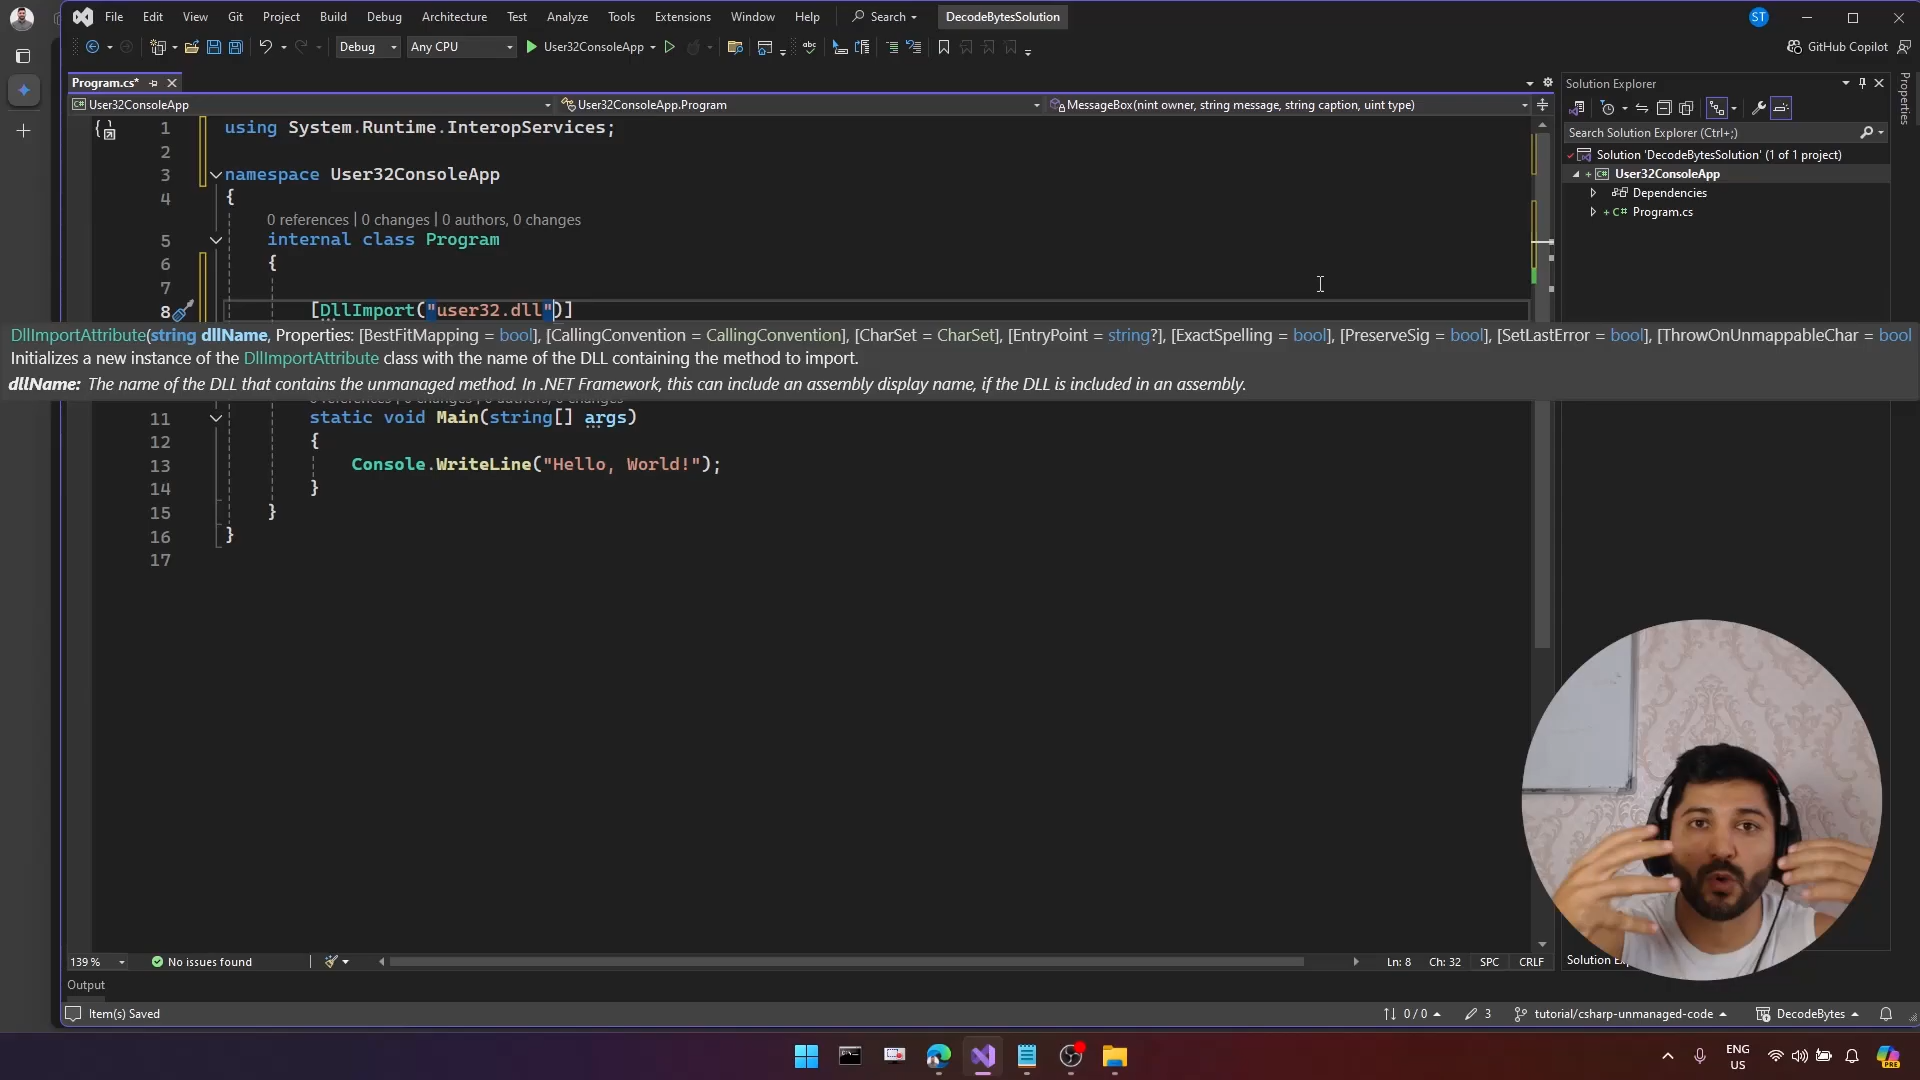 File Edit View Git Project Build Debug Architecture Test Analyze Tools Extensions Window Help Search DecodeBytesSolution ST
Debug Any CPU User32ConsoleApp GitHub Copilot
Program.cs*
User32ConsoleApp User32ConsoleApp.Program MessageBox(nint owner, string message, string caption, uint type)
1 using System.Runtime.InteropServices;
2
3 namespace User32ConsoleApp
4 {
0 references | 0 changes | 0 authors, 0 changes
5 internal class Program
6 {
7
8 [DllImport("user32.dll")]
DllImportAttribute(string dllName, Properties: [BestFitMapping = bool], [CallingConvention = CallingConvention], [CharSet = CharSet], [EntryPoint = string?], [ExactSpelling = bool], [PreserveSig = bool], [SetLastError = bool], [ThrowOnUnmappableChar = bool
Initializes a new instance of the DllImportAttribute class with the name of the DLL containing the method to import.
dllName: The name of the DLL that contains the unmanaged method. In .NET Framework, this can include an assembly display name, if the DLL is included in an assembly.
11 static void Main(string[] args)
12 {
13 Console.WriteLine("Hello, World!");
14 }
15 }
16 }
17
Solution Explorer
Search Solution Explorer (Ctrl+;)
Solution 'DecodeBytesSolution' (1 of 1 project)
User32ConsoleApp
Dependencies
C# Program.cs
Properties
139 % No issues found Ln: 8 Ch: 32 SPC CRLF
Output
Item(s) Saved 0 / 0 3 tutorial/csharp-unmanaged-code DecodeBytes
ENG
US
PRE